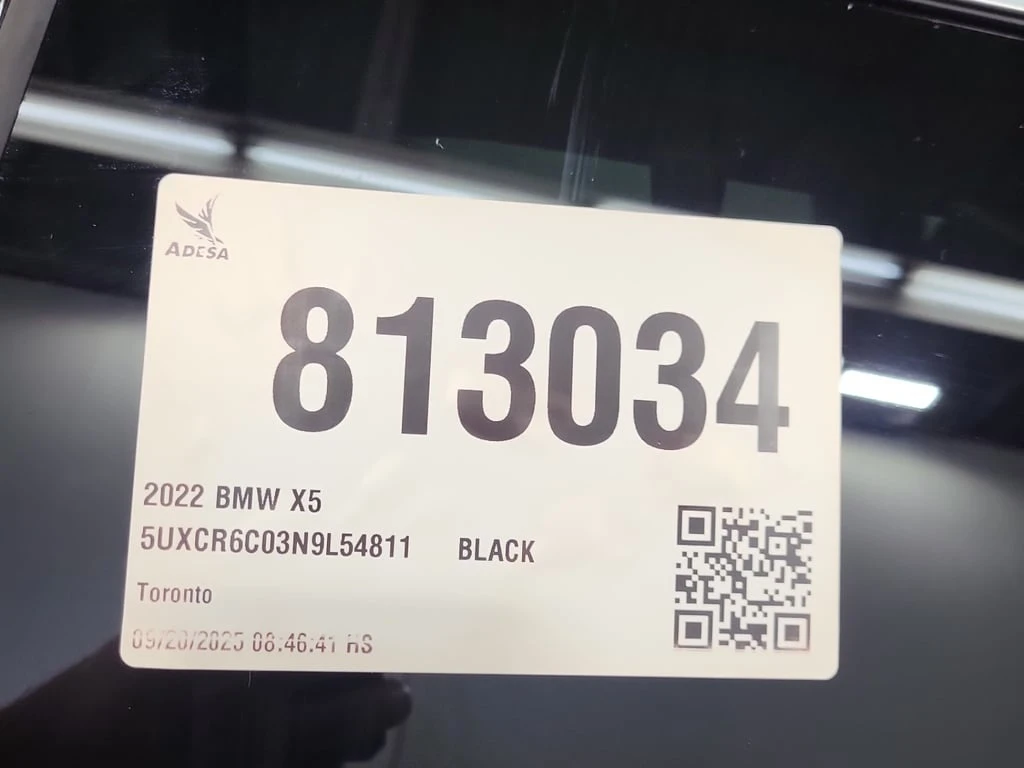 ADESA
813034
2022 BMW X5
5UXCR6C03N9L54811 BLACK
Toronto
09/20/2025 08:46:41 HS